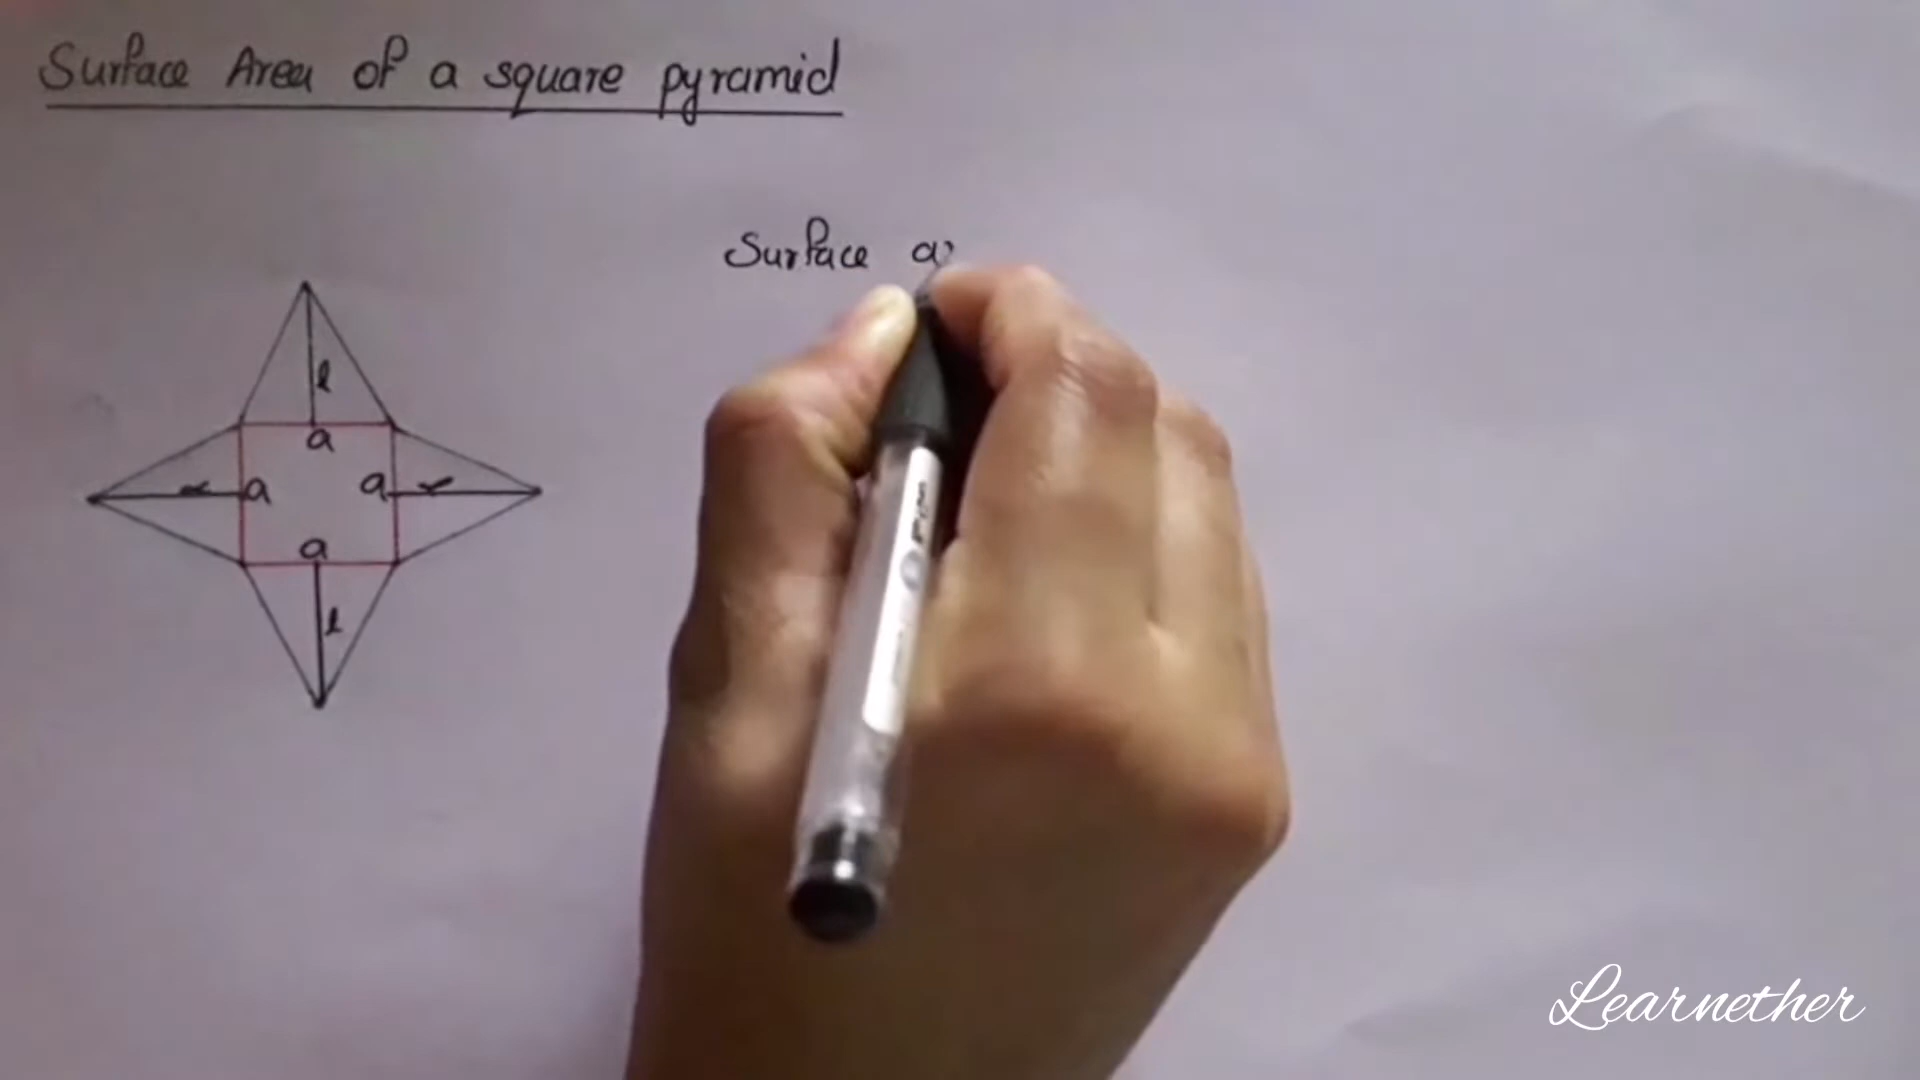 Surface Area of a square pyramid
Surface a
l
a
a a
a
l
Learnether